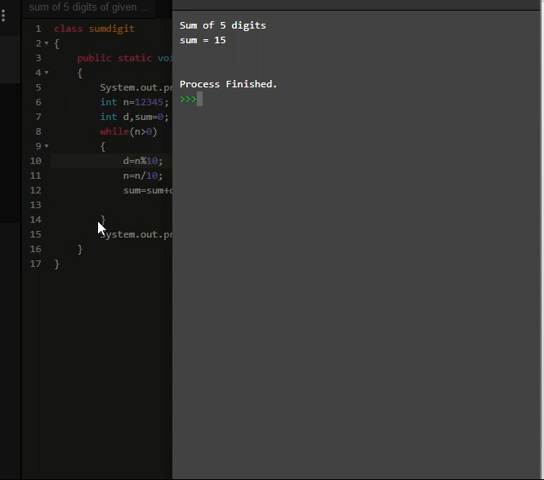 sum of 5 digits of given ...
1 class sumdigit
2 {
3 public static voi
4 {
5 System.out.pr
6 int n=12345;
7 int d,sum=0;
8 while(n>0)
9 {
10 d=n%10;
11 n=n/10;
12 sum=sum+d
13
14 }
15 System.out.pr
16 }
17 }
Sum of 5 digits
sum = 15
Process Finished.
>>>